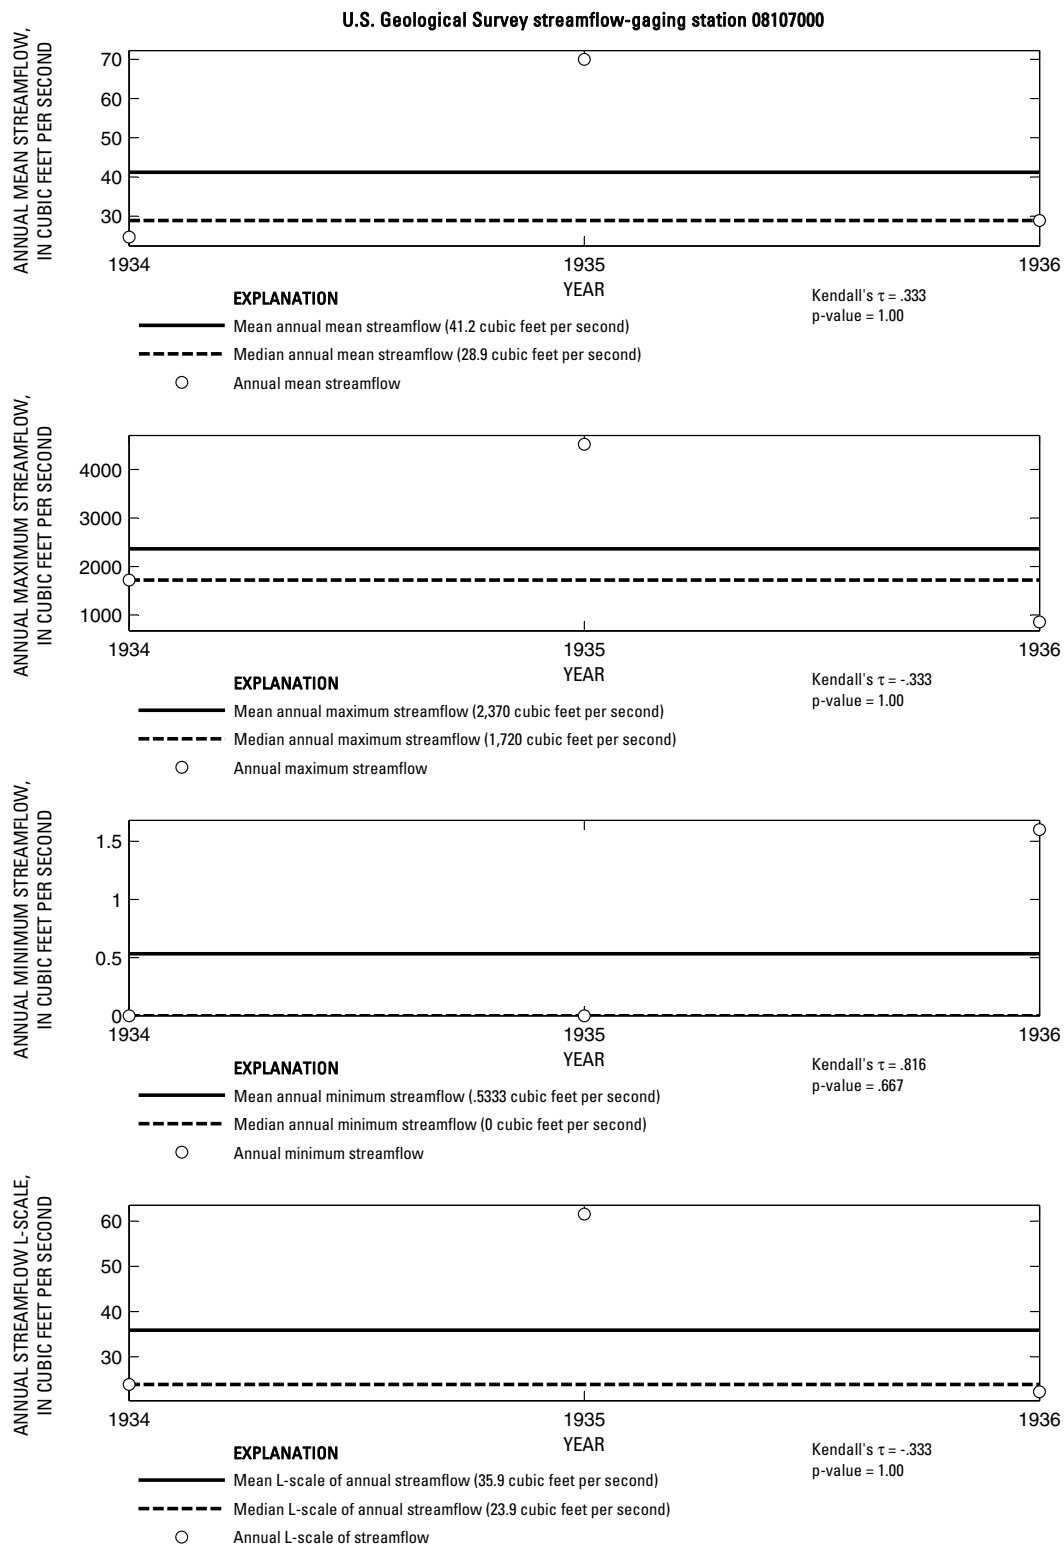 U.S. Geological Survey streamflow-gaging station 08107000
ANNUAL MEAN STREAMFLOW,
IN CUBIC FEET PER SECOND
70
60
50
40
30
1934
1935
1936
YEAR
Kendall's τ = .333
p-value = 1.00
EXPLANATION
Mean annual mean streamflow (41.2 cubic feet per second)
Median annual mean streamflow (28.9 cubic feet per second)
Annual mean streamflow
ANNUAL MAXIMUM STREAMFLOW,
IN CUBIC FEET PER SECOND
4000
3000
2000
1000
1934
1935
1936
YEAR
Kendall's τ = -.333
p-value = 1.00
EXPLANATION
Mean annual maximum streamflow (2,370 cubic feet per second)
Median annual maximum streamflow (1,720 cubic feet per second)
Annual maximum streamflow
ANNUAL MINIMUM STREAMFLOW,
IN CUBIC FEET PER SECOND
1.5
1
0.5
0
1934
1935
1936
YEAR
Kendall's τ = .816
p-value = .667
EXPLANATION
Mean annual minimum streamflow (.5333 cubic feet per second)
Median annual minimum streamflow (0 cubic feet per second)
Annual minimum streamflow
ANNUAL STREAMFLOW L-SCALE,
IN CUBIC FEET PER SECOND
60
50
40
30
1934
1935
1936
YEAR
Kendall's τ = -.333
p-value = 1.00
EXPLANATION
Mean L-scale of annual streamflow (35.9 cubic feet per second)
Median L-scale of annual streamflow (23.9 cubic feet per second)
Annual L-scale of streamflow